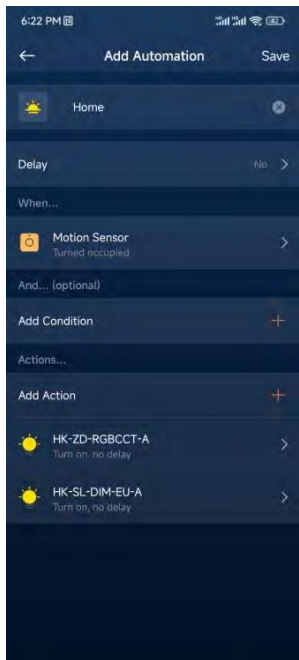 6:22 PM
42
Add Automation
Save
Home
Delay
No
When...
Motion Sensor
Turned occupied
And... (optional)
Add Condition
Actions...
Add Action
HK-ZD-RGBCCT-A
Turn on, no delay
HK-SL-DIM-EU-A
Turn on, no delay